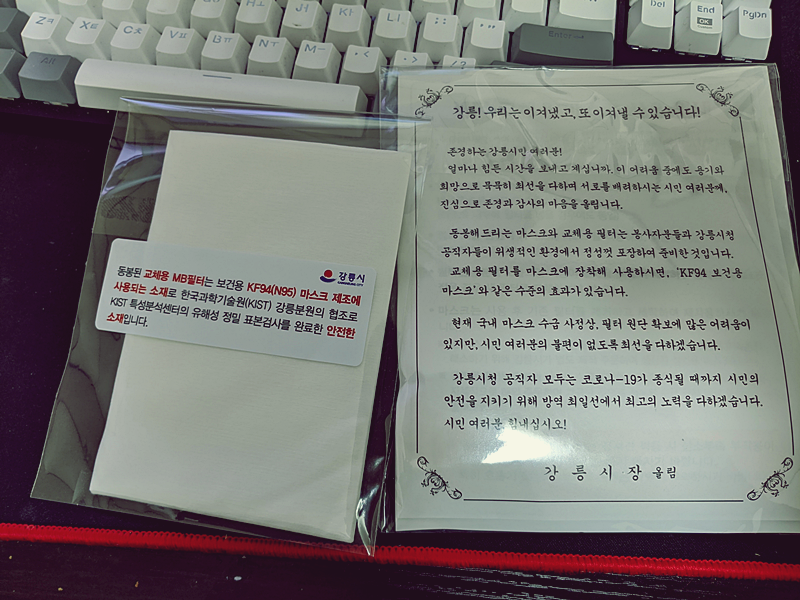 ㅋZ
ㅌX
ㅊC
ㅍV
ㅠB
ㅜN
ㅡM
Alt
Enter
Del
End
OK
PgDn
강릉시
동봉된 교체용 MB필터는 보건용 KF94(N95) 마스크 제조에
사용되는 소재로 한국과학기술원(KIST) 강릉분원의 협조로
KIST 특성분석센터의 유해성 정밀 표본검사를 완료한 안전한
소재입니다.
강릉! 우리는 이겨냈고, 또 이겨낼 수 있습니다!
존경하는 강릉시민 여러분!
얼마나 힘든 시간을 보내고 계십니까. 이 어려움 중에도 용기와
희망으로 묵묵히 최선을 다하며 서로를 배려하시는 시민 여러분께,
진심으로 존경과 감사의 마음을 올립니다.
동봉해드리는 마스크와 교체용 필터는 봉사자분들과 강릉시청
공직자들이 위생적인 환경에서 정성껏 포장하여 준비한 것입니다.
교체용 필터를 마스크에 장착해 사용하시면, 'KF94 보건용
마스크'와 같은 수준의 효과가 있습니다.
현재 국내 마스크 수급 사정상, 필터 원단 확보에 많은 어려움이
있지만, 시민 여러분의 불편이 없도록 최선을 다하겠습니다.
강릉시청 공직자 모두는 코로나-19가 종식될 때까지 시민의
안전을 지키기 위해 방역 최일선에서 최고의 노력을 다하겠습니다.
시민 여러분 힘내십시오!
강릉시장 올림